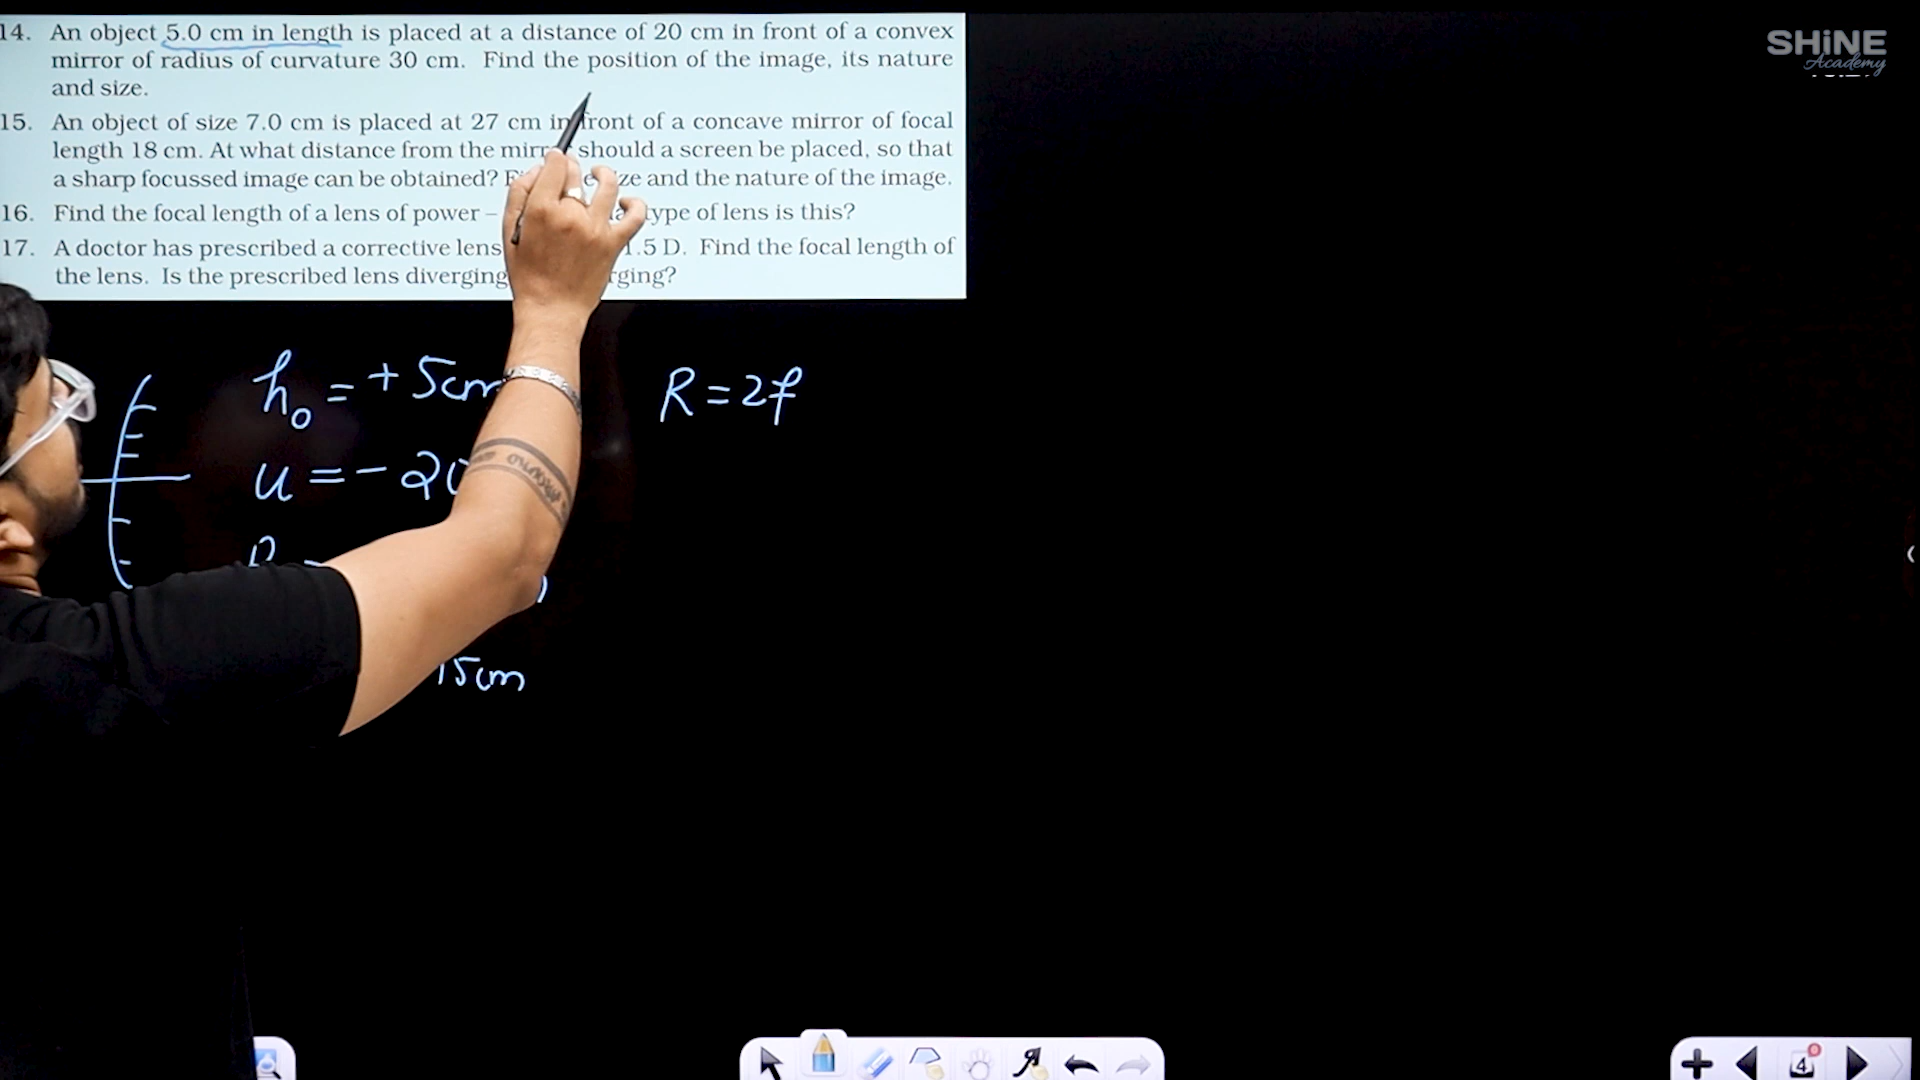 14. An object 5.0 cm in length is placed at a distance of 20 cm in front of a convex
mirror of radius of curvature 30 cm. Find the position of the image, its nature
and size.
15. An object of size 7.0 cm is placed at 27 cm in front of a concave mirror of focal
length 18 cm. At what distance from the should a screen be placed, so that
a sharp focussed image can be obtained? and the nature of the image.
16. Find the focal length of a lens of power – type of lens is this?
17. A doctor has prescribed a corrective lens .5 D. Find the focal length of
the lens. Is the prescribed lens diverging
h₀ = +5cm
R = 2f
u = - 20
15cm
SHiNE
Academy
4